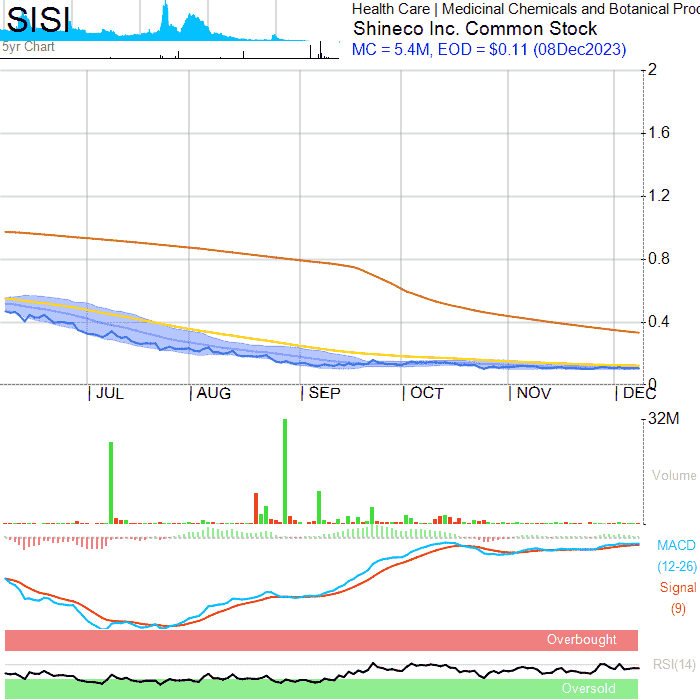 SISI
Health Care | Medicinal Chemicals and Botanical Proc
Shineco Inc. Common Stock
MC = 5.4M, EOD = $0.11 (08Dec2023)
5yr Chart
2
1.6
1.2
0.8
0.4
0
JUL AUG SEP OCT NOV DEC
32M
Volume
MACD
(12-26)
Signal
(9)
Overbought
RSI(14)
Oversold